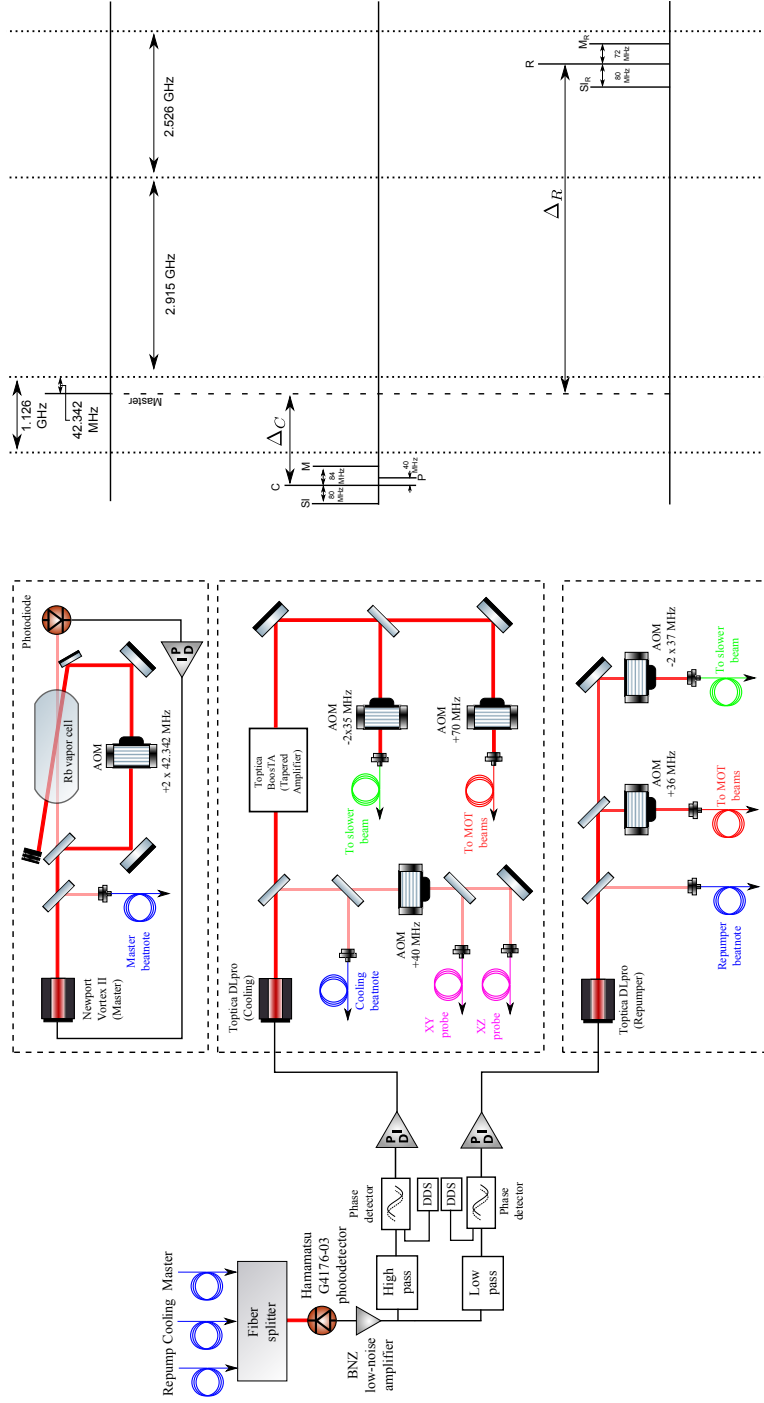 1.126
GHz
42.342
MHz
2.915 GHz
2.526 GHz
Master
Δ_C
SI
C
M
80
MHz
84
MHz
40
MHz
P
Δ_R
R
M_R
SI_R
72
MHz
80
MHz
Newport
Vortex II
(Master)
Master
beatnote
Rb vapor cell
AOM
+2 x 42.342 MHz
Photodiode
P
I
D
Toptica DLpro
(Cooling)
Cooling
beatnote
AOM
+40 MHz
XY
probe
XZ
probe
Toptica
BoosTA
(Tapered
Amplifier)
AOM
-2x35 MHz
To slower
beam
AOM
+70 MHz
To MOT
beams
Toptica DLpro
(Repumper)
Repumper
beatnote
AOM
+36 MHz
To MOT
beams
AOM
-2 x 37 MHz
To slower
beam
Repump Cooling Master
Fiber
splitter
Hamamatsu
G4176-03
photodetector
BNZ
low-noise
amplifier
High
pass
Low
pass
Phase
detector
DDS
DDS
Phase
detector
P
I
D
P
I
D